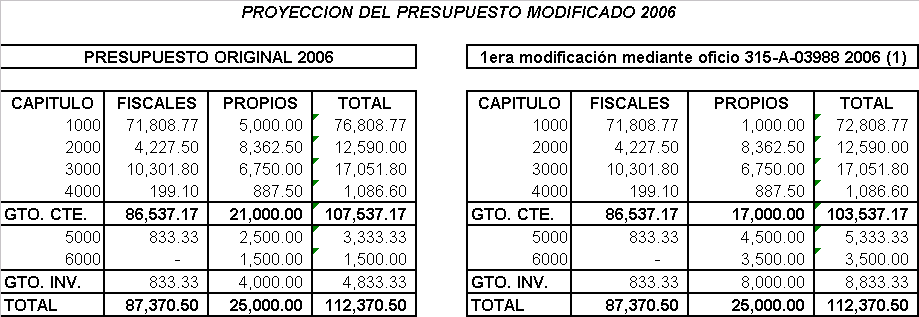 PROYECCION DEL PRESUPUESTO MODIFICADO 2006
PRESUPUESTO ORIGINAL 2006
CAPITULO FISCALES PROPIOS TOTAL
1000 71,808.77 5,000.00 76,808.77
2000 4,227.50 8,362.50 12,590.00
3000 10,301.80 6,750.00 17,051.80
4000 199.10 887.50 1,086.60
GTO. CTE. 86,537.17 21,000.00 107,537.17
5000 833.33 2,500.00 3,333.33
6000 - 1,500.00 1,500.00
GTO. INV. 833.33 4,000.00 4,833.33
TOTAL 87,370.50 25,000.00 112,370.50
1era modificación mediante oficio 315-A-03988 2006 (1)
CAPITULO FISCALES PROPIOS TOTAL
1000 71,808.77 1,000.00 72,808.77
2000 4,227.50 8,362.50 12,590.00
3000 10,301.80 6,750.00 17,051.80
4000 199.10 887.50 1,086.60
GTO. CTE. 86,537.17 17,000.00 103,537.17
5000 833.33 4,500.00 5,333.33
6000 - 3,500.00 3,500.00
GTO. INV. 833.33 8,000.00 8,833.33
TOTAL 87,370.50 25,000.00 112,370.50